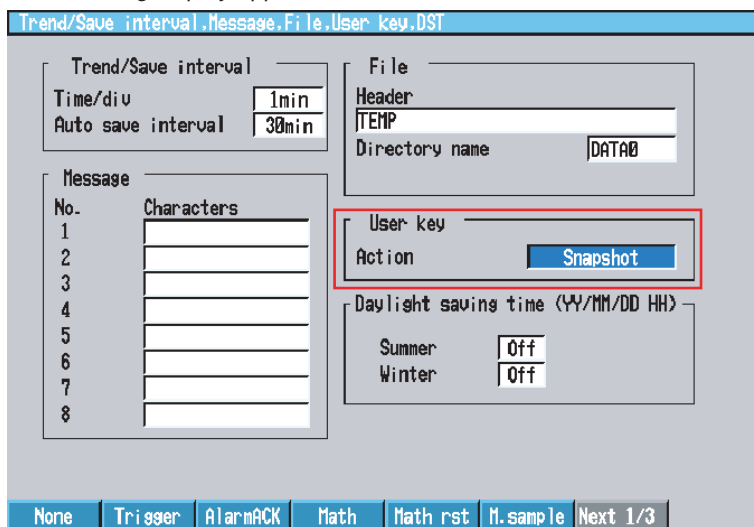 Trend/Save interval,Message,File,User key,DST
Trend/Save interval
Time/div 1min
Auto save interval 30min
Message
No. Characters
1
2
3
4
5
6
7
8
File
Header
TEMP
Directory name DATA0
User key
Action Snapshot
Daylight saving time (YY/MM/DD HH)
Summer Off
Winter Off
None Trigger AlarmACK Math Math rst M.sample Next 1/3